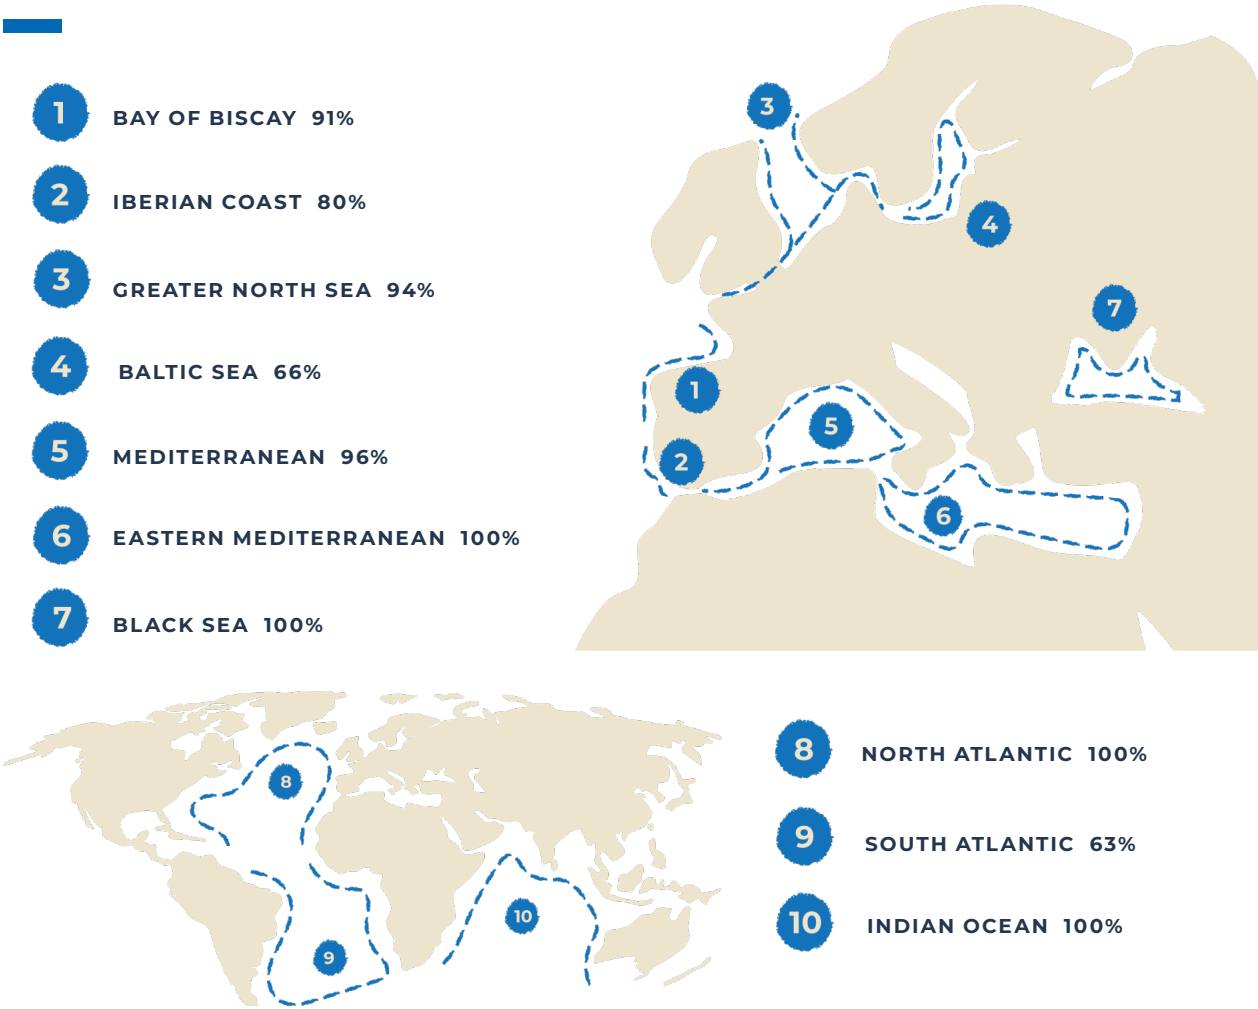 1 BAY OF BISCAY 91%
2 IBERIAN COAST 80%
3 GREATER NORTH SEA 94%
4 BALTIC SEA 66%
5 MEDITERRANEAN 96%
6 EASTERN MEDITERRANEAN 100%
7 BLACK SEA 100%
3
4
7
1
5
2
6
8
9
10
8 NORTH ATLANTIC 100%
9 SOUTH ATLANTIC 63%
10 INDIAN OCEAN 100%